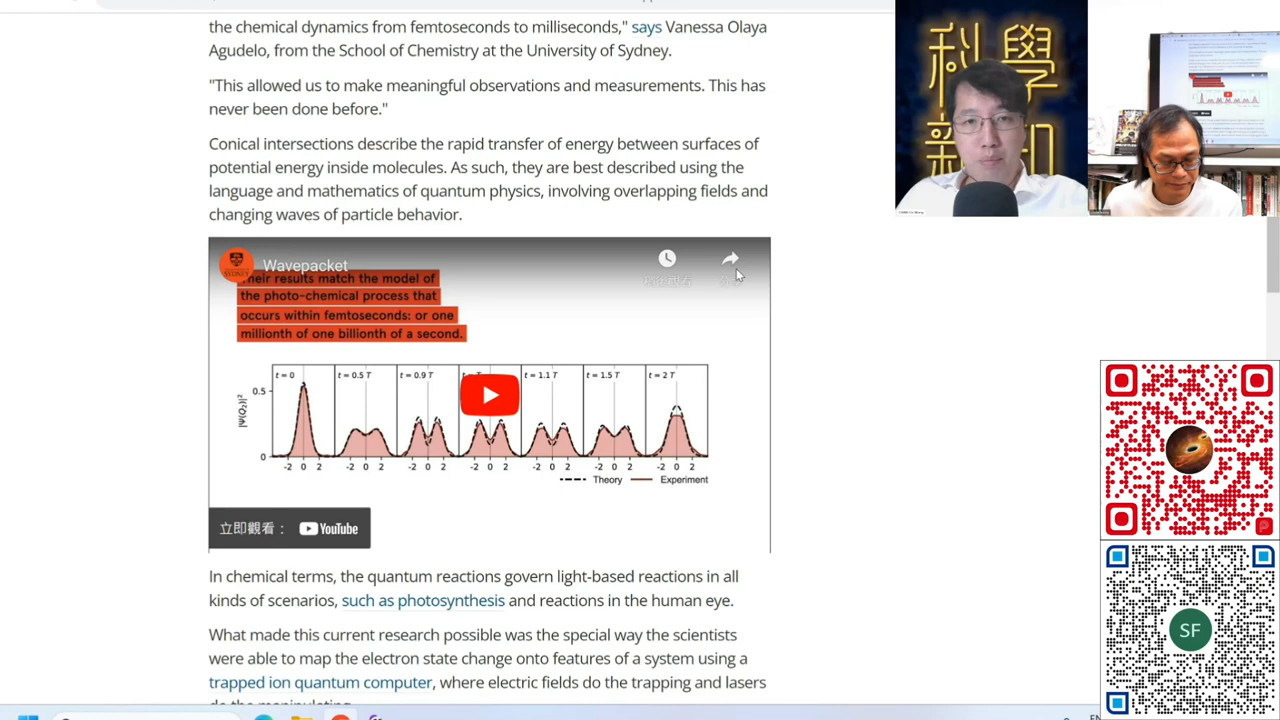 the chemical dynamics from femtoseconds to milliseconds," says Vanessa Olaya
Agudelo, from the School of Chemistry at the University of Sydney.
"This allowed us to make meaningful observations and measurements. This has
never been done before."
Conical intersections describe the rapid transfer of energy between surfaces of
potential energy inside molecules. As such, they are best described using the
language and mathematics of quantum physics, involving overlapping fields and
changing waves of particle behavior.
SYDNEY
Wavepacket
Their results match the model of
the photo-chemical process that
occurs within femtoseconds: or one
millionth of one billionth of a second.
t = 0
t = 0.5 T
t = 0.9 T
t = 1.1 T
t = 1.5 T
t = 2 T
0.5
0
|Ψ(Q₂)|²
-2 0 2
-2 0 2
-2 0 2
-2 0 2
-2 0 2
-2 0 2
-2 0 2
Theory
Experiment
立即觀看：
YouTube
In chemical terms, the quantum reactions govern light-based reactions in all
kinds of scenarios, such as photosynthesis and reactions in the human eye.
What made this current research possible was the special way the scientists
were able to map the electron state changes onto features of a system using a
trapped ion quantum computer, where electric fields do the trapping and lasers
do the manipulating.
科學
新知
SF